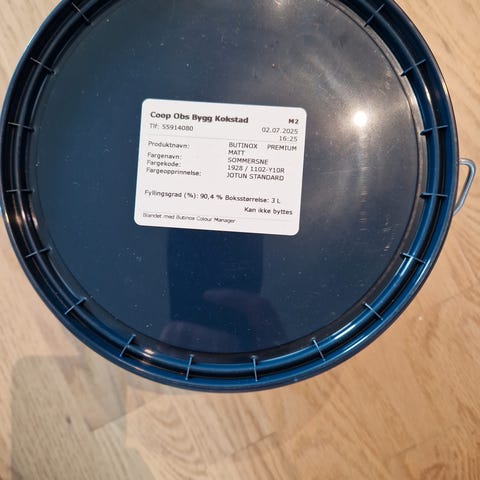 Coop Obs Bygg Kokstad M2
Tlf: 55914080 02.07.2025
16:25
Produktnavn: BUTINOX PREMIUM
MATT
Fargenavn: SOMMERSNE
Fargekode: 1928 / 1102-Y10R
Fargeopprinnelse: JOTUN STANDARD
Fyllingsgrad (%): 90,4 % Boksstørrelse: 3 L
Kan ikke byttes
Blandet med Butinox Colour Manager